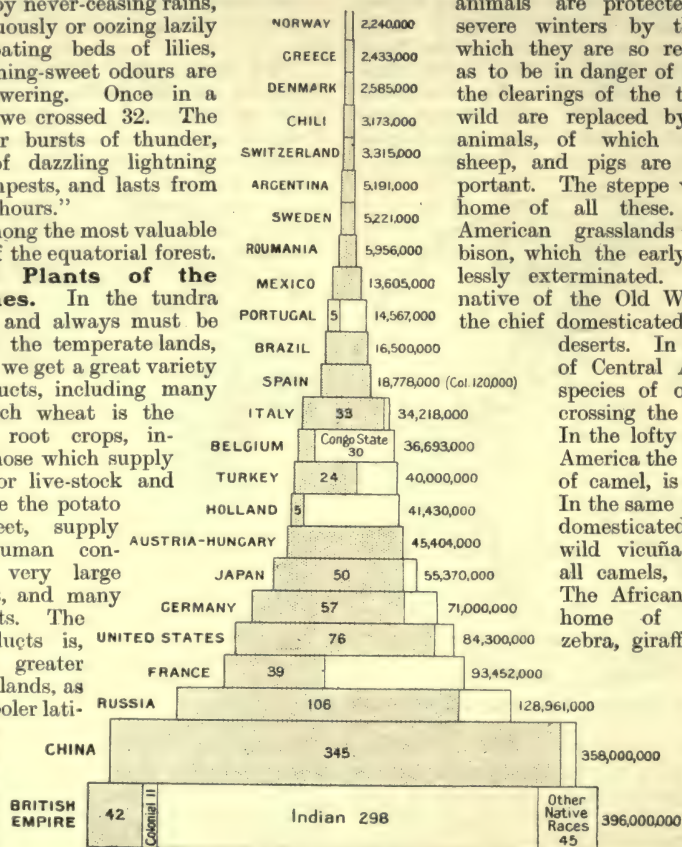 by never-ceasing rains,
uously or oozing lazily
ating beds of lilies,
ning-sweet odours are
wering. Once in a
we crossed 32. The
r bursts of thunder,
of dazzling lightning
npests, and lasts from
hours."
ong the most valuable
f the equatorial forest.
Plants of the
nes. In the tundra
and always must be
the temperate lands,
we get a great variety
ucts, including many
ch wheat is the
root crops, in-
hose which supply
or live-stock and
e the potato
eet, supply
uman con-
very large
s, and many
ts. The
lucts is,
greater
lands, as
oler lati-
NORWAY 2,240,000
GREECE 2,433,000
DENMARK 2,585,000
CHILI 3,173,000
SWITZERLAND 3,315,000
ARGENTINA 5,191,000
SWEDEN 5,221,000
ROUMANIA 5,956,000
MEXICO 13,605,000
PORTUGAL 5 14,567,000
BRAZIL 16,500,000
SPAIN 18,778,000 (Col. 120,000)
ITALY 33 34,218,000
BELGIUM Congo State 30 36,693,000
TURKEY 24 40,000,000
HOLLAND 5 41,430,000
AUSTRIA-HUNGARY 45,404,000
JAPAN 50 55,370,000
GERMANY 57 71,000,000
UNITED STATES 76 84,300,000
FRANCE 39 93,452,000
RUSSIA 106 128,961,000
CHINA 345 358,000,000
BRITISH EMPIRE 42 Colonial 11 Indian 298 Other Native Races 45 396,000,000
animals are protecte
severe winters by t
which they are so re
as to be in danger of
the clearings of the t
wild are replaced by
animals, of which
sheep, and pigs are
portant. The steppe
home of all these.
American grasslands
bison, which the early
lessly exterminated.
native of the Old W
the chief domesticated
deserts. In
of Central A
species of o
crossing the
In the lofty
America the
of camel, is
In the same
domesticated
wild vicuña
all camels,
The African
home of
zebra, giraff